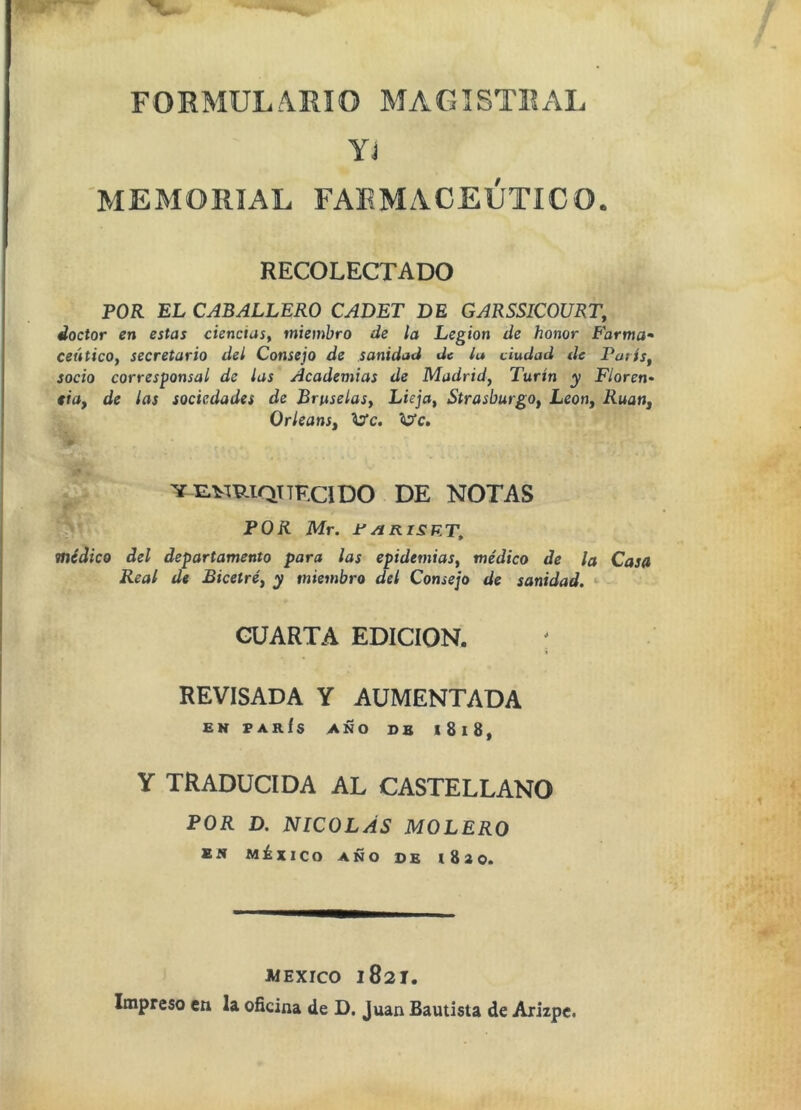 FORMULARIO MAGISTRAL
Y
MEMORIAL FARMACEÚTICO.
RECOLECTADO
POR EL CABALLERO CADET DE GARSSICOURT,
doctor en estas ciencias, miembro de la Legion de honor Farma-
ceútico, secretario del Consejo de sanidad de la ciudad de París,
socio corresponsal de las Academias de Madrid, Turin y Floren-
cia, de las sociedades de Bruselas, Lieja, Strasburgo, Leon, Ruan,
Orleans, &c. &c.
Y ENRIQUECIDO DE NOTAS
POR Mr. PARISET,
médico del departamento para las epidemias, médico de la Casa
Real de Bicetré, y miembro del Consejo de sanidad.
CUARTA EDICION.
REVISADA Y AUMENTADA
EN PARÍS AÑO DE 1818,
Y TRADUCIDA AL CASTELLANO
POR D. NICOLÁS MOLERO
EN MÉXICO AÑO DE 1820.
MEXICO 1821.
Impreso en la oficina de D. Juan Bautista de Arizpe.